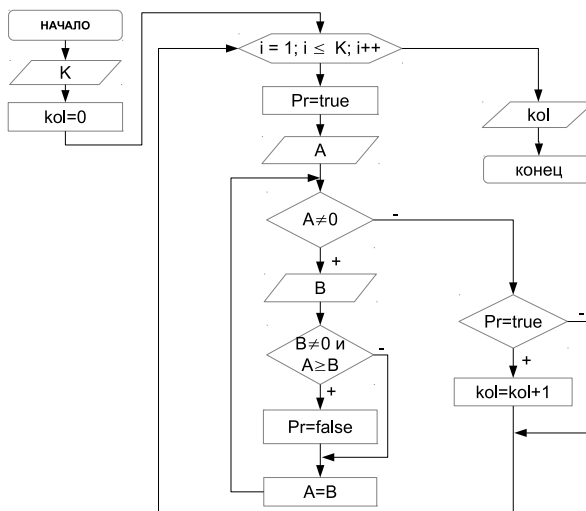 НАЧАЛО
K
kol=0
i = 1; i ≤ K; i++
Pr=true
A
A≠0
-
+
B
B≠0 и
A≥B
-
+
Pr=false
A=B
kol
конец
Pr=true
-
+
kol=kol+1